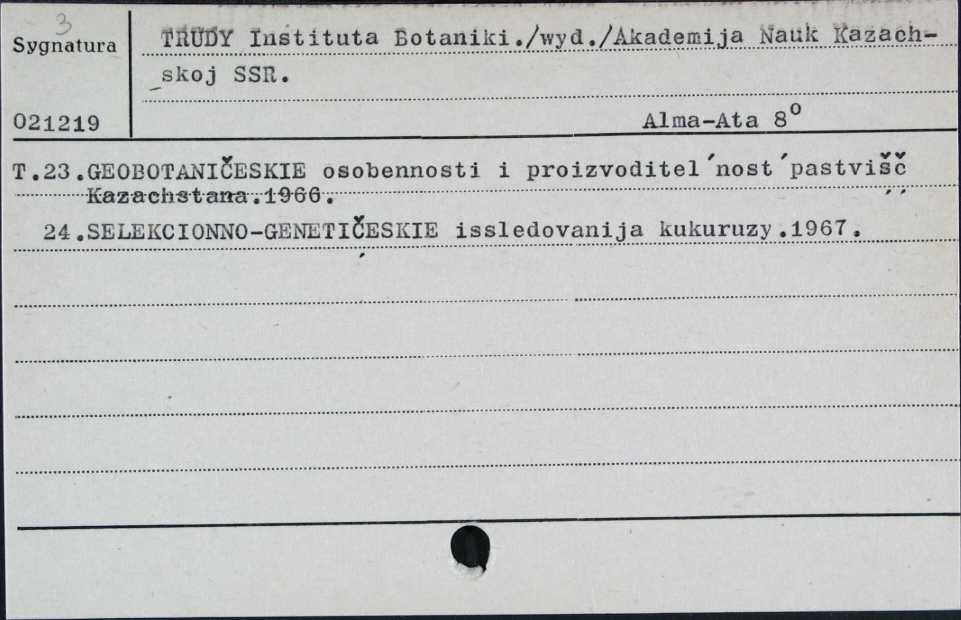 3
Sygnatura
TRUDY Instituta Botaniki./wyd./Akademija Nauk Kazach-
skoj SSR.
021219
Alma-Ata 8⁰
T.23.GEOBOTANIČESKIE osobennosti i proizvoditel´nost´pastvišč
Kazachstana.1966.
24.SELEKCIONNO-GENETIČESKIE issledovanija kukuruzy.1967.